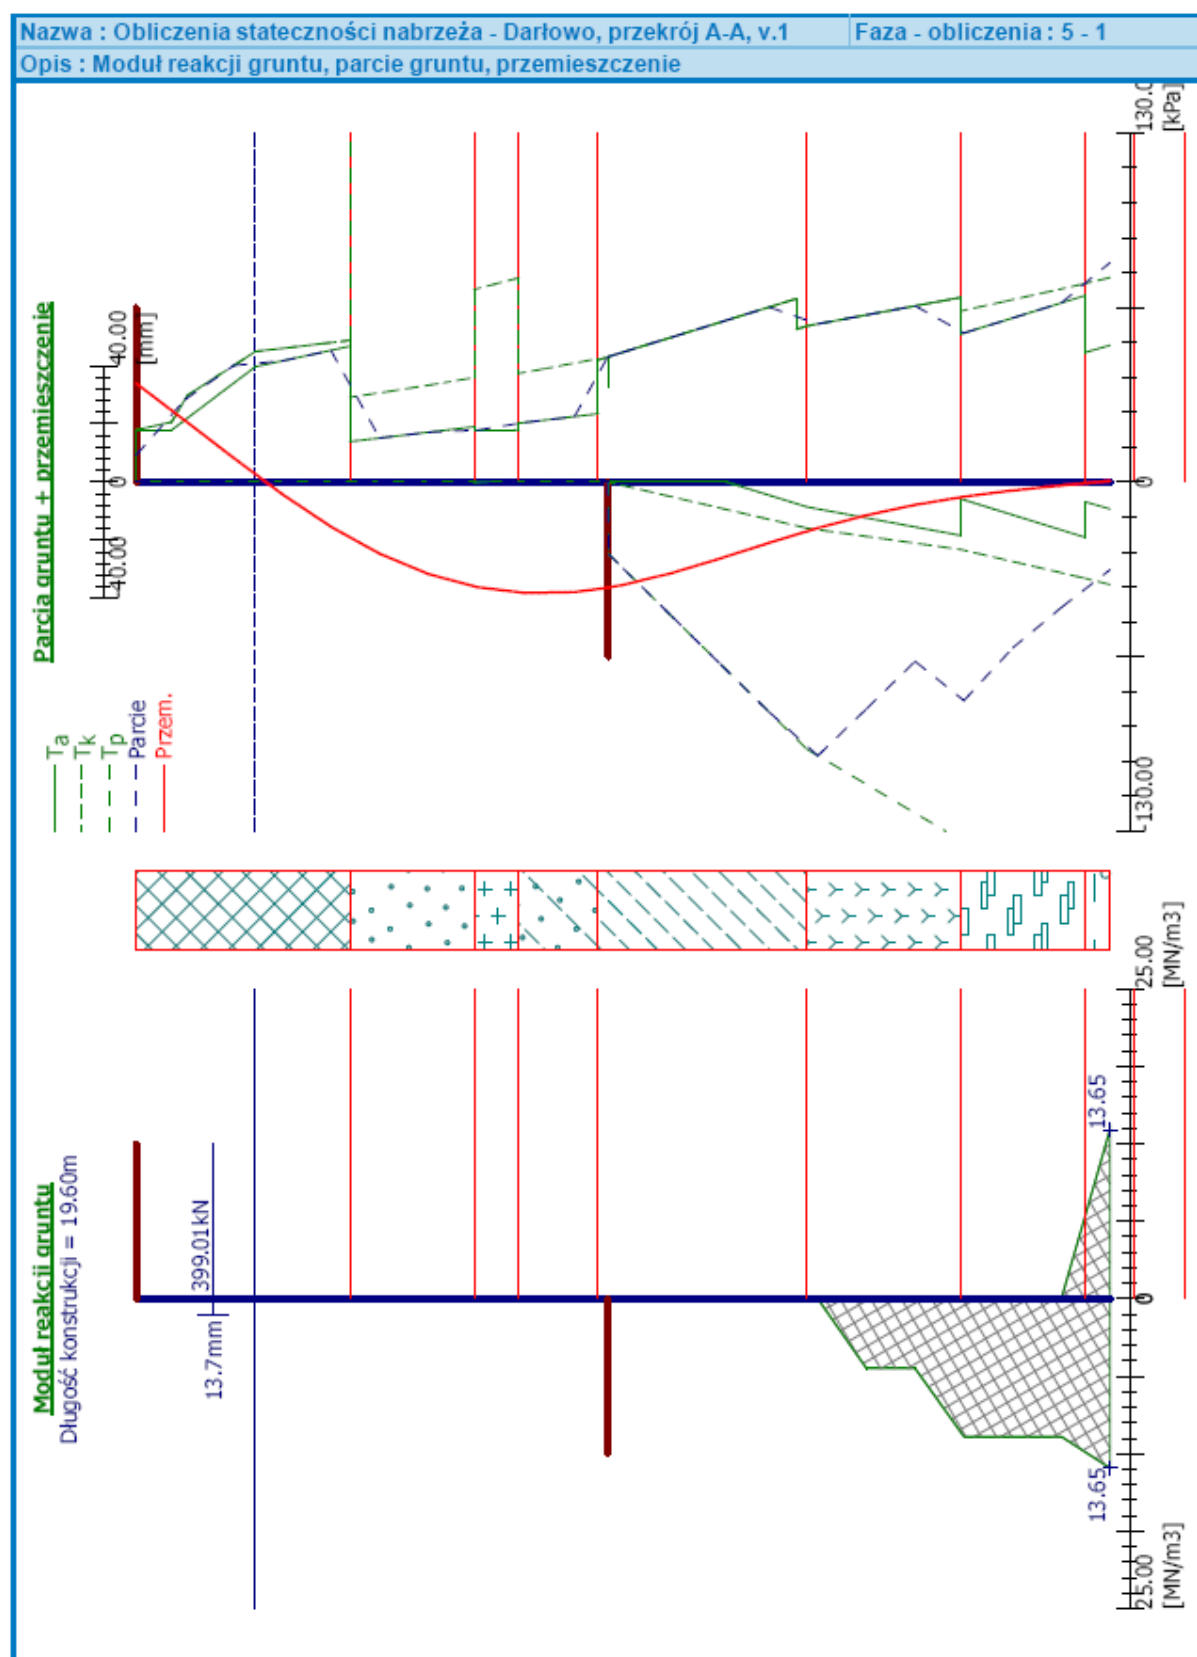 Nazwa : Obliczenia stateczności nabrzeża - Darłowo, przekrój A-A, v.1
Faza - obliczenia : 5 - 1
Opis : Moduł reakcji gruntu, parcie gruntu, przemieszczenie
Parcia gruntu + przemieszczenie
40.00
[mm]
0
-40.00
130.0
[kPa]
0
-130.00
Ta
Tk
Tp
Parcie
Przem.
Moduł reakcji gruntu
Długość konstrukcji = 19.60m
399.01kN
13.7mm
25.00
[MN/m3]
13.65
0
13.65
25.00
[MN/m3]